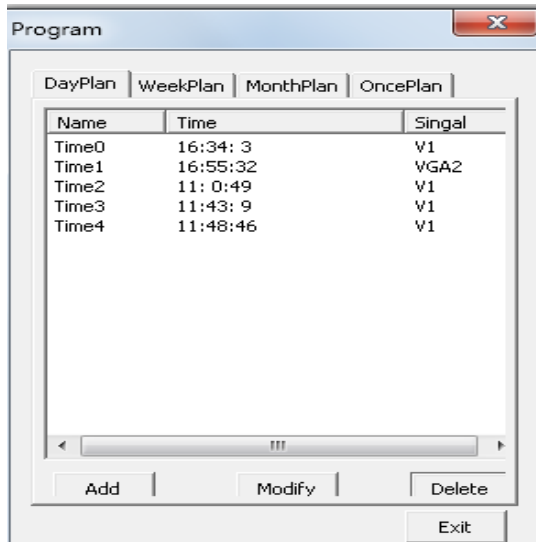 Program
DayPlan WeekPlan MonthPlan OncePlan
Name Time Singal
Time0 16:34: 3 V1
Time1 16:55:32 VGA2
Time2 11: 0:49 V1
Time3 11:43: 9 V1
Time4 11:48:46 V1
Add Modify Delete
Exit